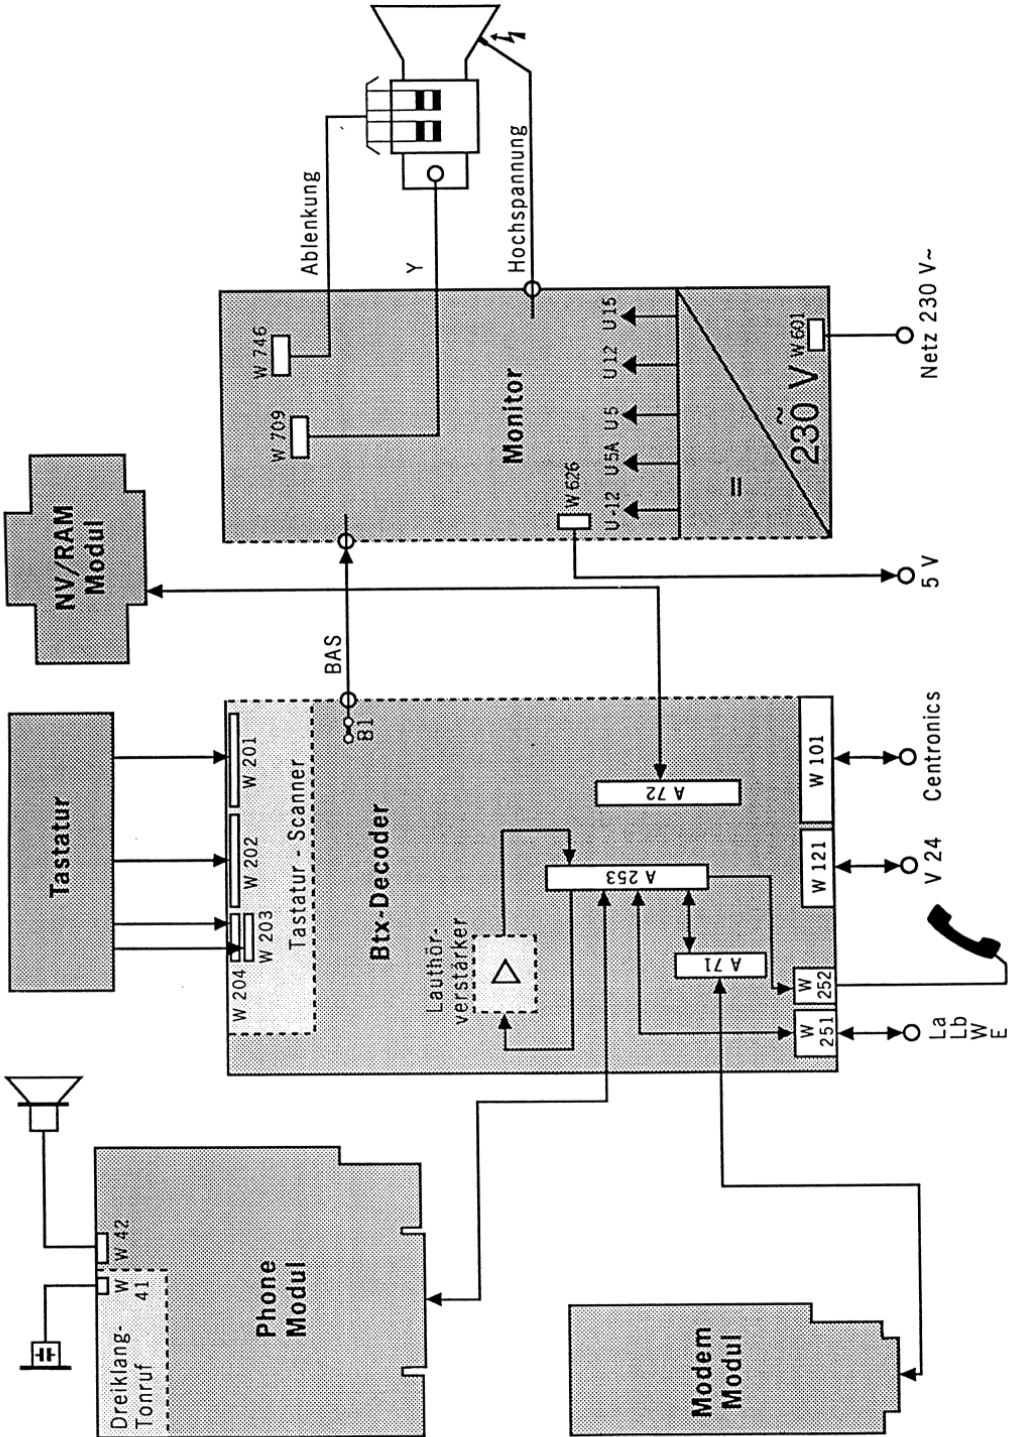 Dreiklang-
Tonruf
W
41
W 42
Phone
Modul
Modem
Modul
Tastatur
W 204
W 203
W 202
W 201
Tastatur - Scanner
Btx-Decoder
B1
Lauthör-
verstärker
A 253
A 71
A 72
W
251
W
252
W 121
W 101
La
Lb
W
E
V 24
Centronics
NV/RAM
Modul
BAS
5 V
W 709
W 746
Monitor
W 626
U-12
U5A
U5
U12
U15
=
230 V
~
W 601
Netz 230 V~
Ablenkung
Y
Hochspannung